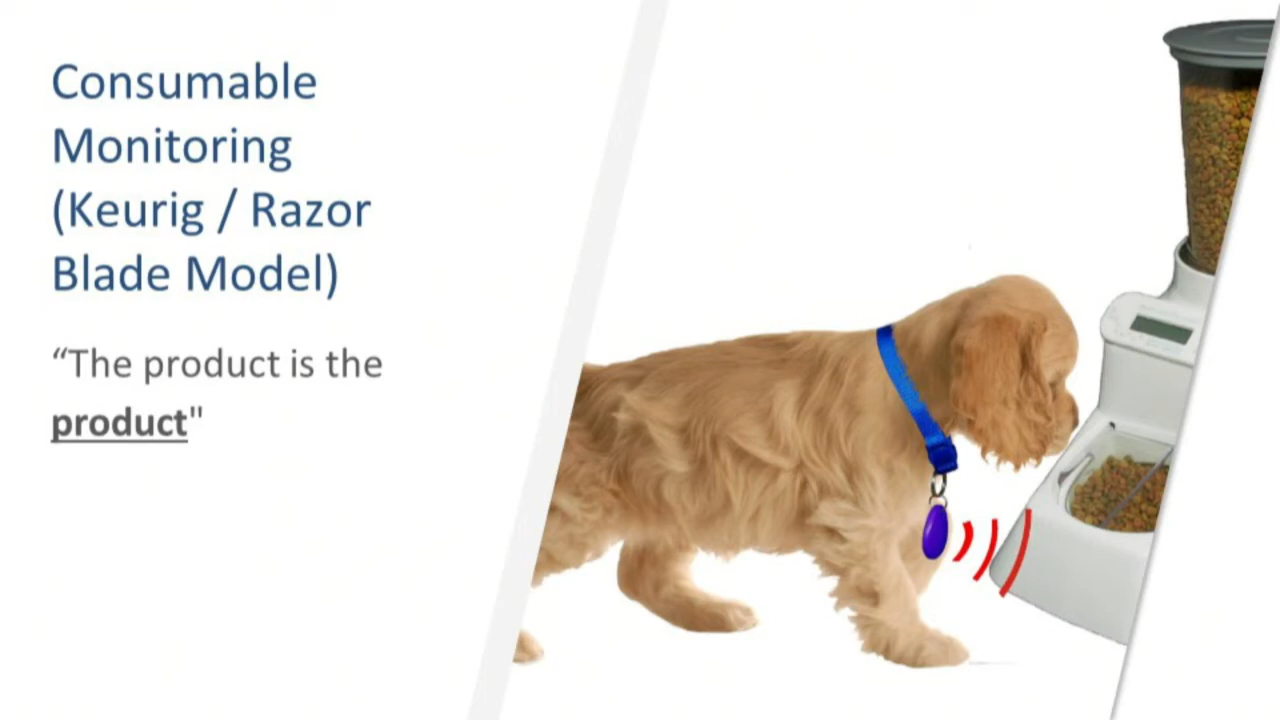 Consumable
Monitoring
(Keurig / Razor
Blade Model)
“The product is the
product"